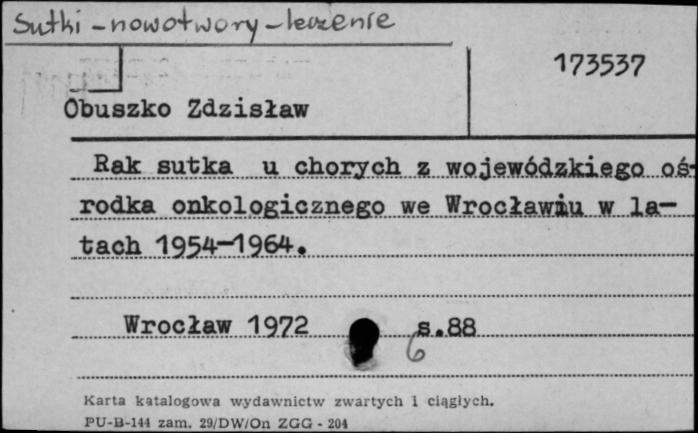 Sutki - nowotwory - leczenie
173537
Obuszko Zdzisław
Rak sutka u chorych z wojewódzkiego oś-
rodka onkologicznego we Wrocławiu w la-
tach 1954-1964.
Wrocław 1972 s.88
6
Karta katalogowa wydawnictw zwartych i ciągłych.
PU-B-144 zam. 29/DW/On ZGG - 204